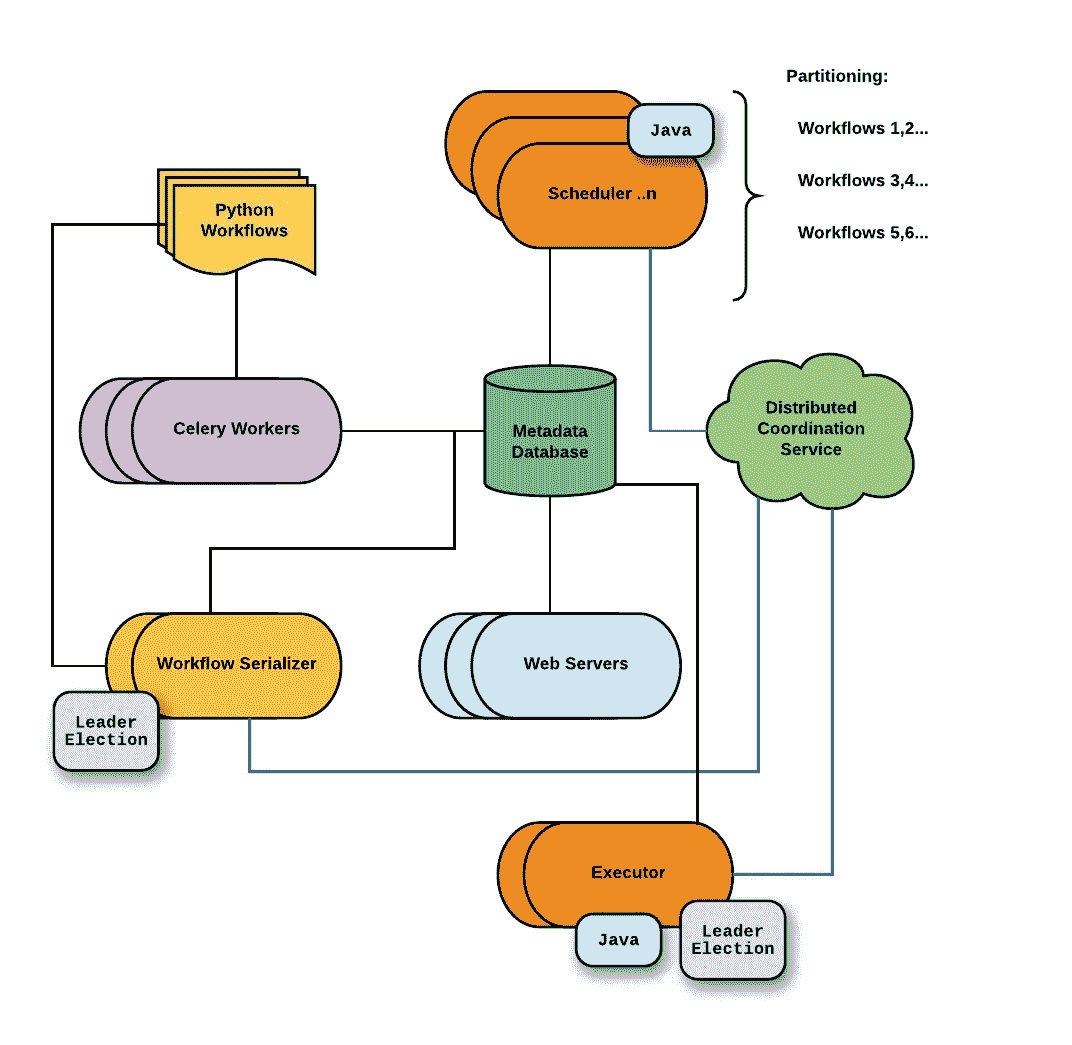 Partitioning:
Java
Workflows 1,2...
Workflows 3,4...
Scheduler ..n
Python
Workflows
Workflows 5,6...
Distributed
Coordination
Service
Celery Workers
Metadata
Database
Workflow Serializer
Web Servers
Leader
Election
Executor
Java
Leader
Election